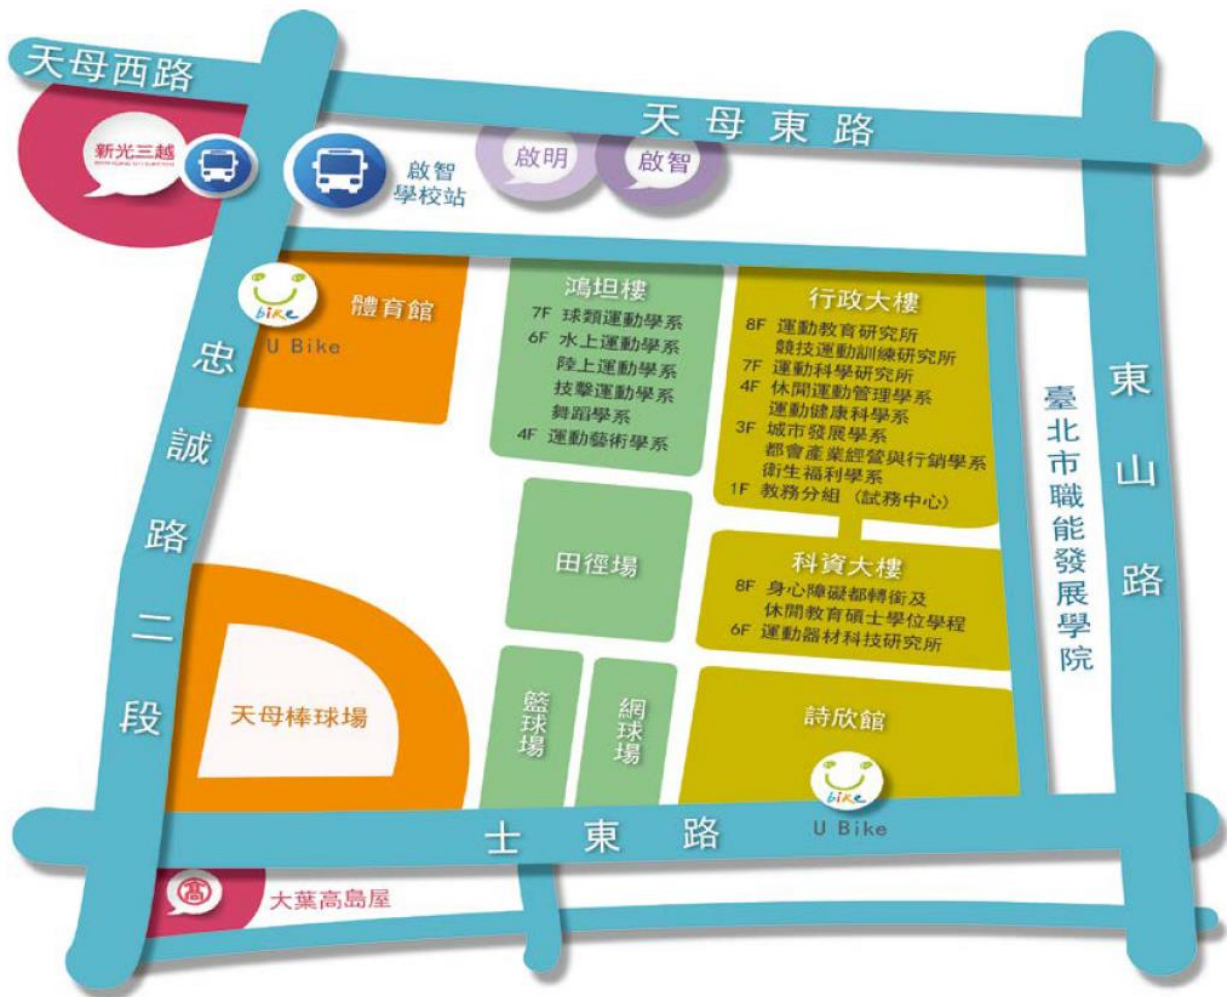 天母西路
天母東路
新光三越
啟智
學校站
啟明
啟智
體育館
bike
U Bike
鴻坦樓
7F 球類運動學系
6F 水上運動學系
陸上運動學系
技擊運動學系
舞蹈學系
4F 運動藝術學系
行政大樓
8F 運動教育研究所
競技運動訓練研究所
7F 運動科學研究所
4F 休閒運動管理學系
運動健康科學系
3F 城市發展學系
都會產業經營與行銷學系
衛生福利學系
1F 教務分組 (試務中心)
忠誠路二段
東山路
臺北市職能發展學院
田徑場
科資大樓
8F 身心障礙都轉銜及
休閒教育碩士學位學程
6F 運動器材科技研究所
天母棒球場
籃球場
網球場
詩欣館
bike
U Bike
士東路
髙
大葉高島屋